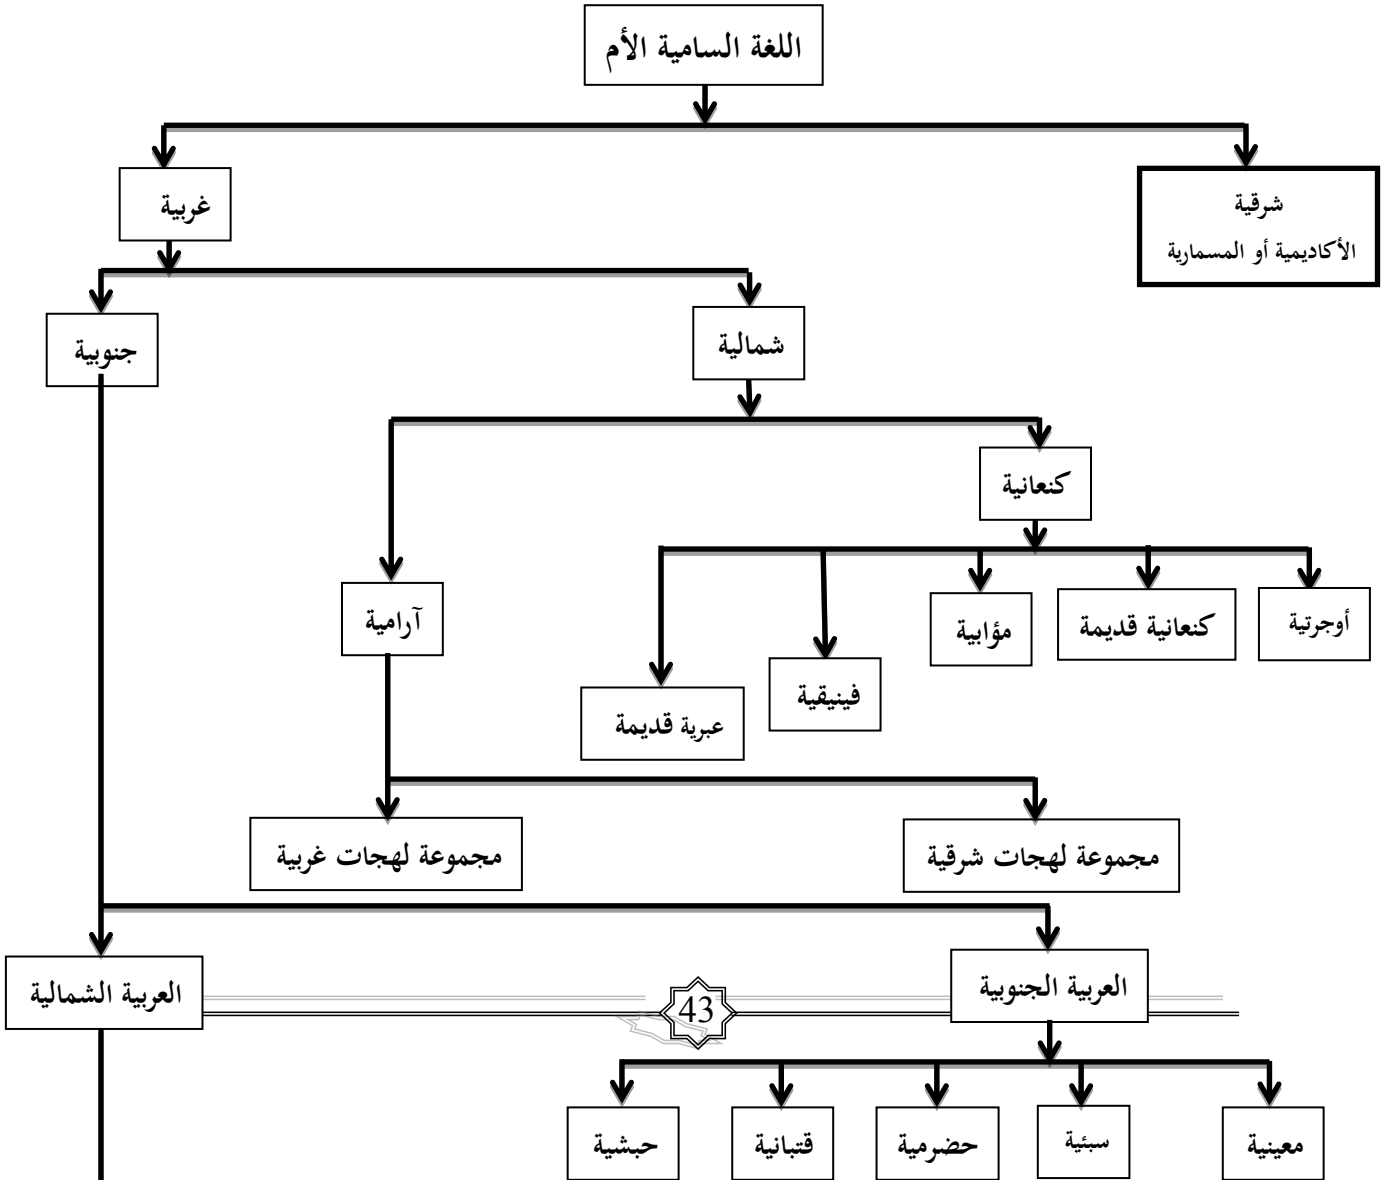 اللغة السامية الأم
شرقية
الأكاديمية أو المسمارية
غربية
شمالية
جنوبية
كنعانية
أوجرتية
كنعانية قديمة
مؤابية
فينيقية
عبرية قديمة
آرامية
مجموعة لهجات شرقية
مجموعة لهجات غربية
العربية الجنوبية
العربية الشمالية
43
معينية
سبئية
حضرمية
قتبانية
حبشية